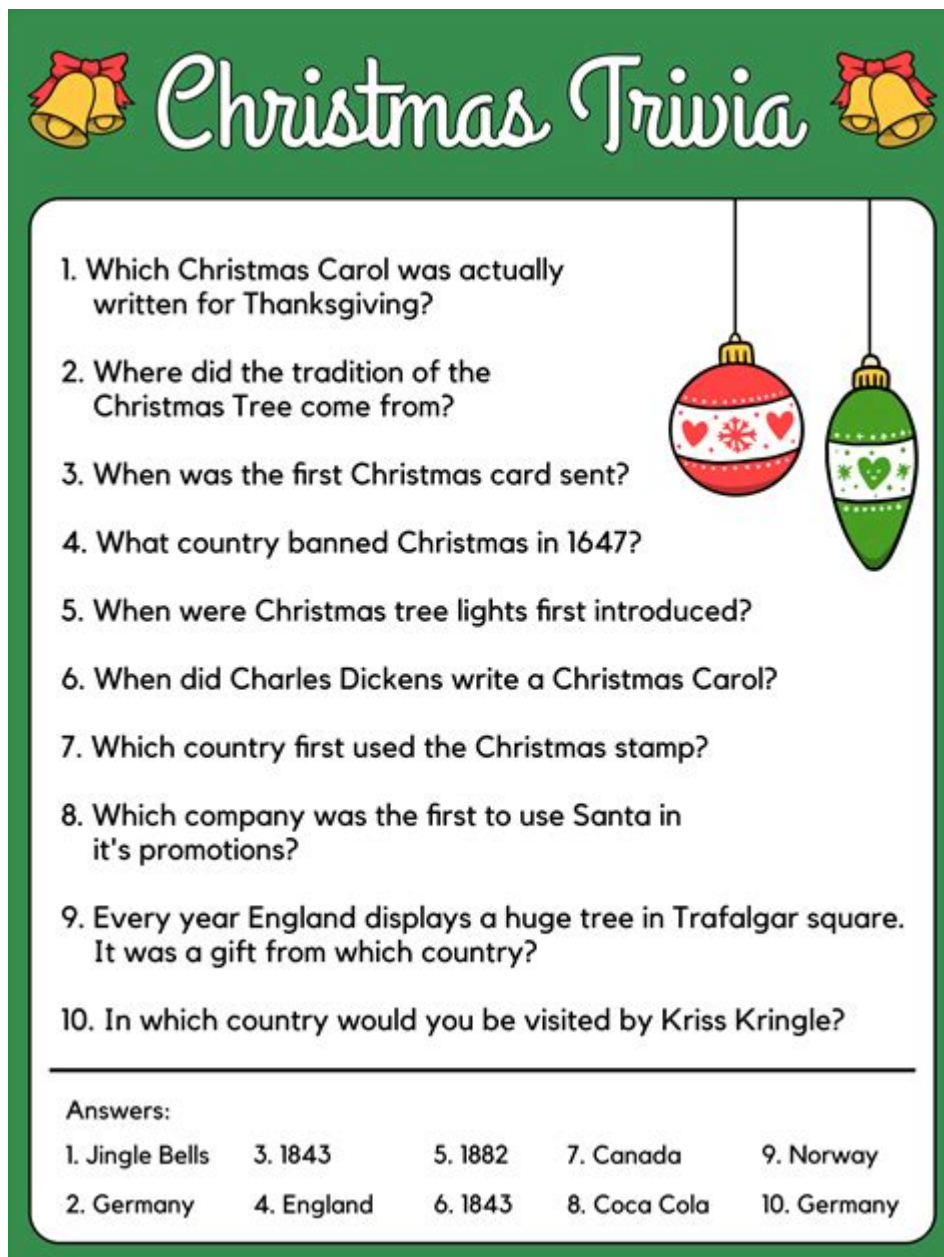 Christmas Trivia
1. Which Christmas Carol was actually
written for Thanksgiving?
2. Where did the tradition of the
Christmas Tree come from?
3. When was the first Christmas card sent?
4. What country banned Christmas in 1647?
5. When were Christmas tree lights first introduced?
6. When did Charles Dickens write a Christmas Carol?
7. Which country first used the Christmas stamp?
8. Which company was the first to use Santa in
it's promotions?
9. Every year England displays a huge tree in Trafalgar square.
It was a gift from which country?
10. In which country would you be visited by Kriss Kringle?
Answers:
1. Jingle Bells 3. 1843 5. 1882 7. Canada 9. Norway
2. Germany 4. England 6. 1843 8. Coca Cola 10. Germany